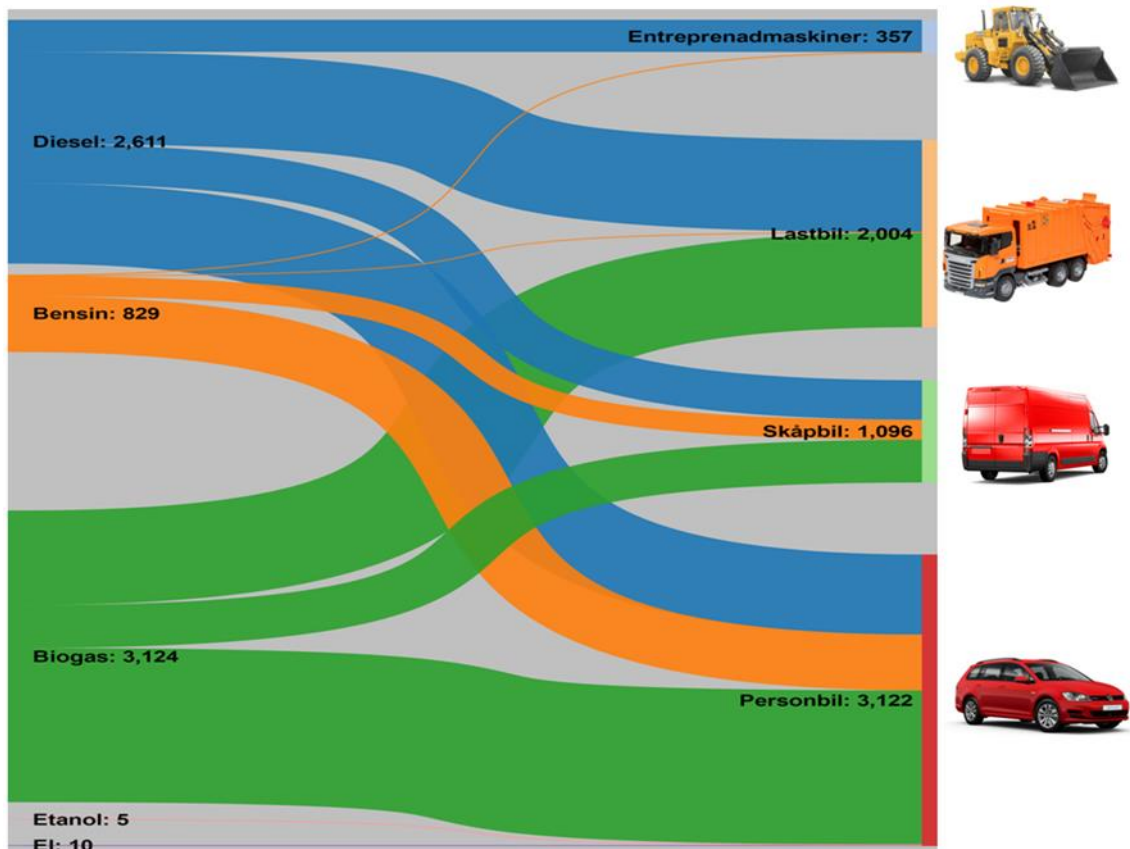 Entreprenadmaskiner: 357
Diesel: 2,611
Lastbil: 2,004
Bensin: 829
Skåpbil: 1,096
Biogas: 3,124
Personbil: 3,122
Etanol: 5
El: 10